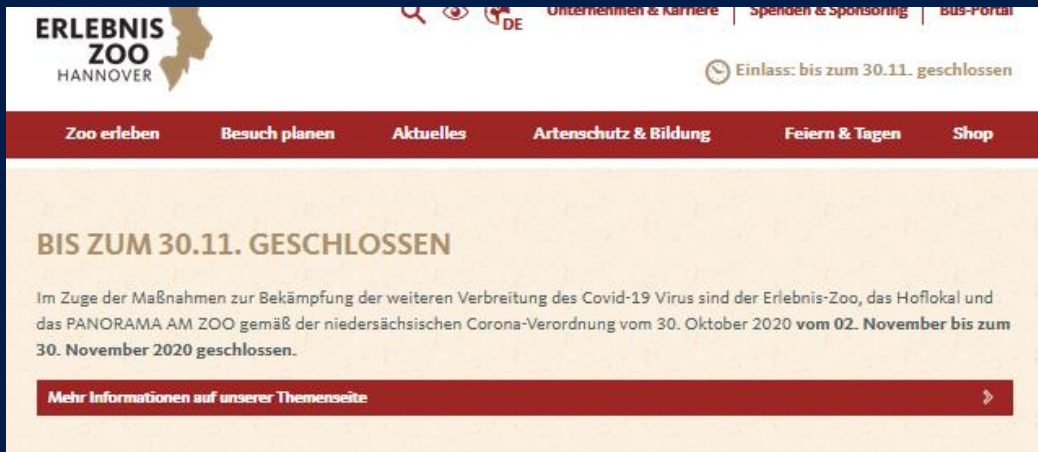 ERLEBNIS
ZOO
HANNOVER
DE
Unternehmen & Karriere
Spenden & Sponsoring
Bus-Portal
Einlass: bis zum 30.11. geschlossen
Zoo erleben
Besuch planen
Aktuelles
Artenschutz & Bildung
Feiern & Tagen
Shop
BIS ZUM 30.11. GESCHLOSSEN
Im Zuge der Maßnahmen zur Bekämpfung der weiteren Verbreitung des Covid-19 Virus sind der Erlebnis-Zoo, das Hoflokal und
das PANORAMA AM ZOO gemäß der niedersächsischen Corona-Verordnung vom 30. Oktober 2020 vom 02. November bis zum
30. November 2020 geschlossen.
Mehr Informationen auf unserer Themenseite